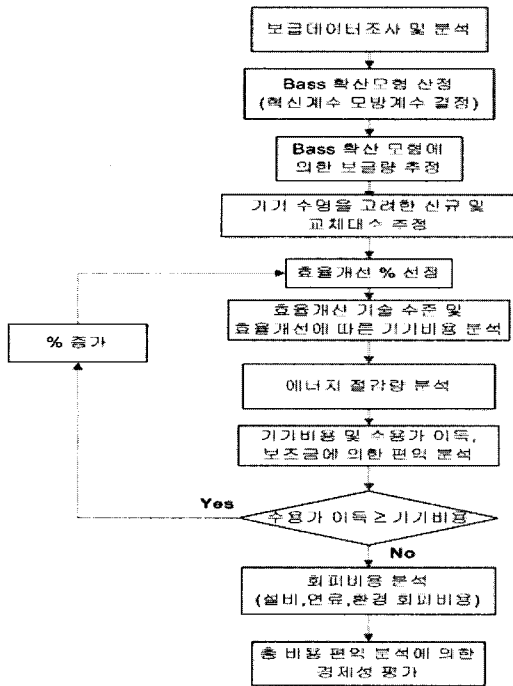 보급데이터조사 및 분석
Bass 확산모형 산정
(혁신계수 모방계수 결정)
Bass 확산 모형에
의한 보급량 추정
기기 수명을 고려한 신규 및
교체대수 추정
효율개선 % 선정
효율개선 기술 수준 및
효율개선에 따른 기기비용 분석
% 증가
에너지 절감량 분석
기기비용 및 수용가 이득,
보조금에 의한 편익 분석
Yes
수용가 이득 ≥ 기기비용
No
회피비용 분석
(설비,연료,환경 회피비용)
총 비용 편익 분석에 의한
경제성 평가